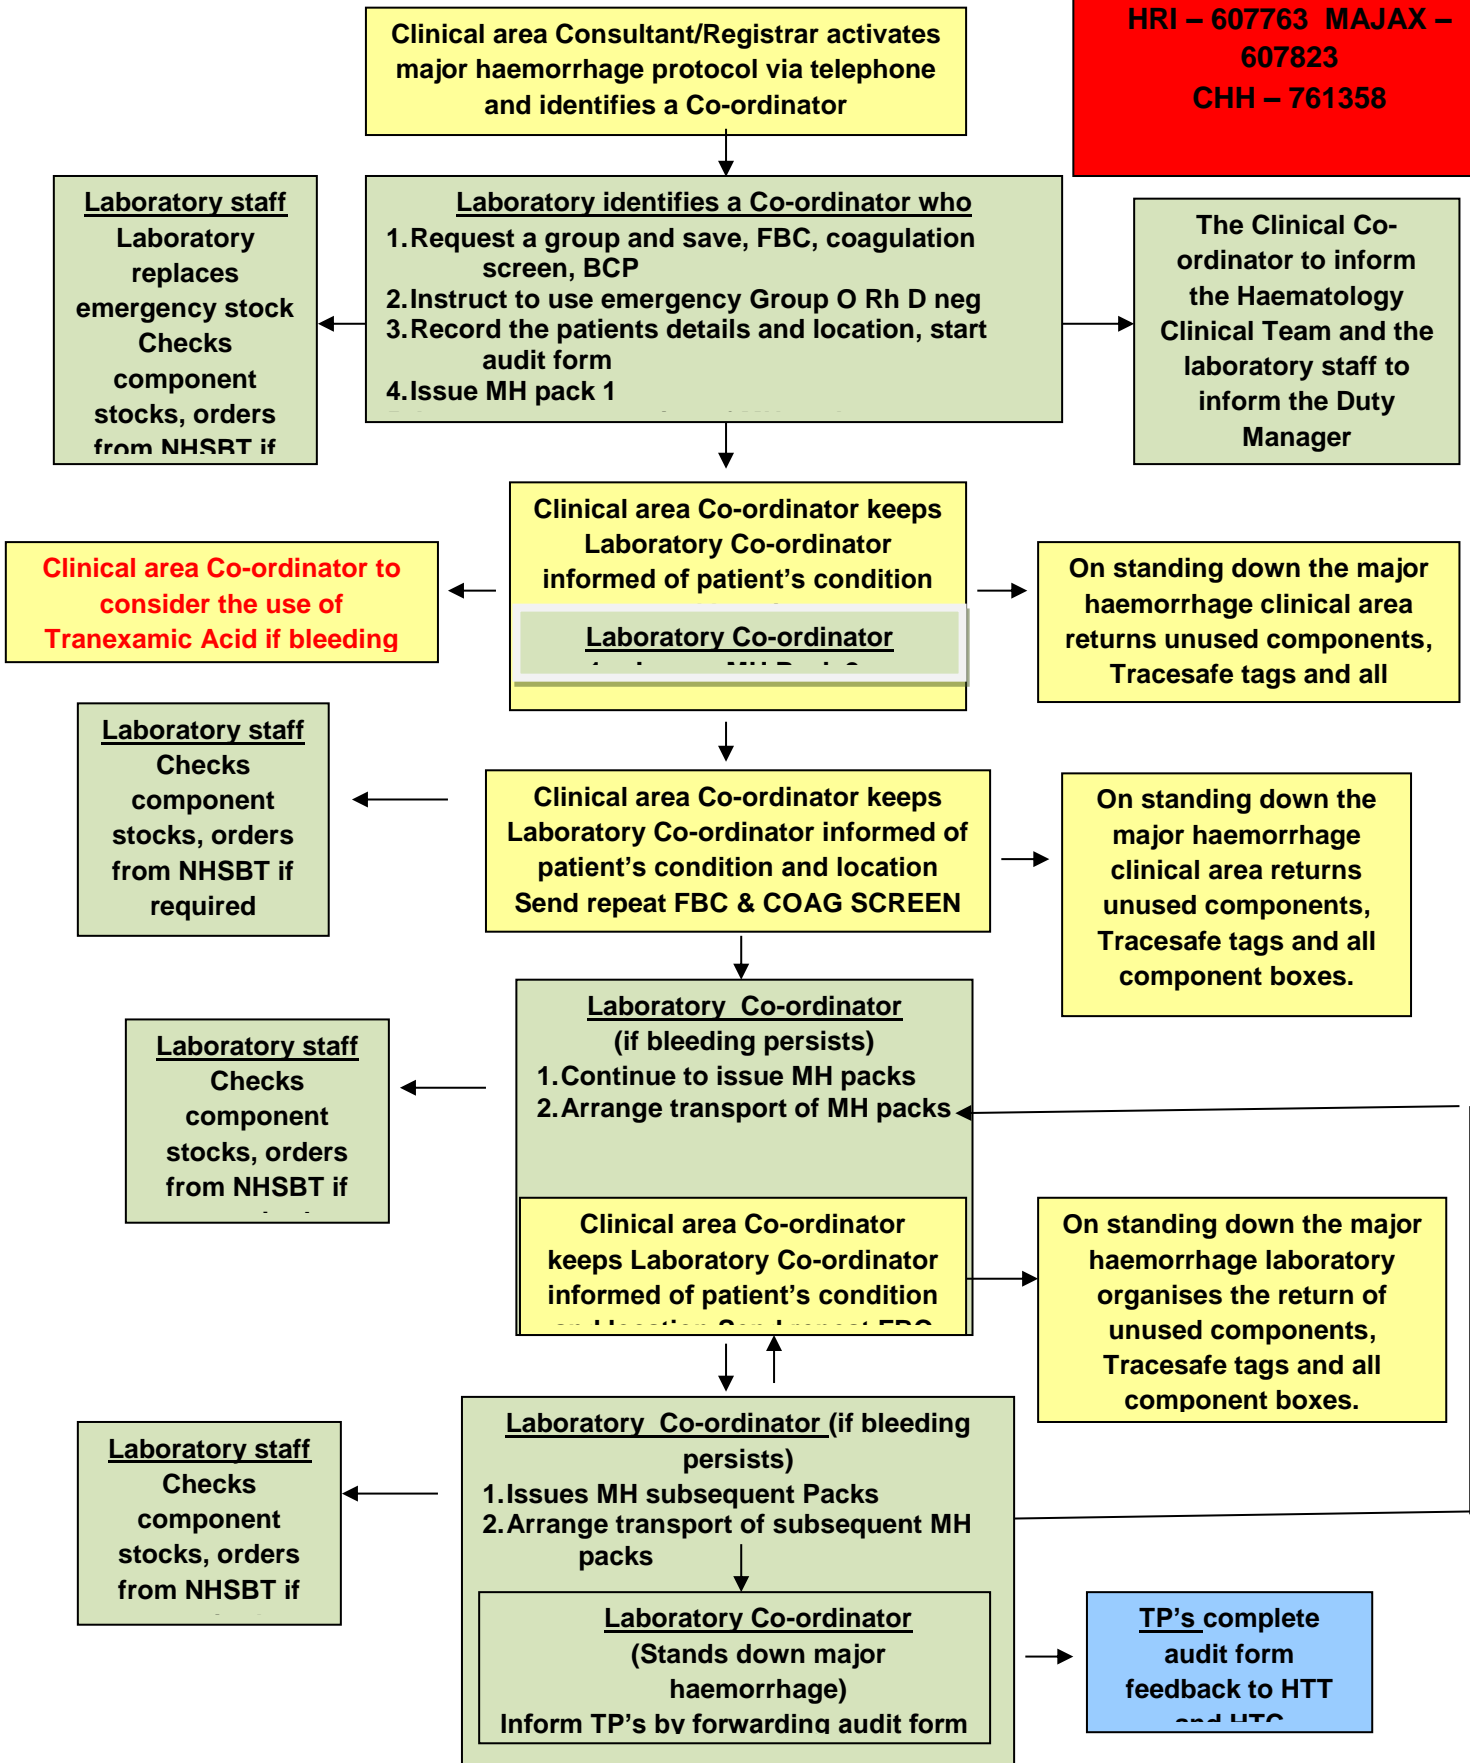 HRI – 607763 MAJAX –
607823
CHH – 761358
Clinical area Consultant/Registrar activates
major haemorrhage protocol via telephone
and identifies a Co-ordinator
Laboratory staff
Laboratory
replaces
emergency stock
Checks
component
stocks, orders
from NHSBT if
Laboratory identifies a Co-ordinator who
1.Request a group and save, FBC, coagulation
screen, BCP
2.Instruct to use emergency Group O Rh D neg
3.Record the patients details and location, start
audit form
4.Issue MH pack 1
The Clinical Co-
ordinator to inform
the Haematology
Clinical Team and the
laboratory staff to
inform the Duty
Manager
Clinical area Co-ordinator keeps
Laboratory Co-ordinator
informed of patient's condition
Laboratory Co-ordinator
Clinical area Co-ordinator to
consider the use of
Tranexamic Acid if bleeding
On standing down the major
haemorrhage clinical area
returns unused components,
Tracesafe tags and all
Laboratory staff
Checks
component
stocks, orders
from NHSBT if
required
Clinical area Co-ordinator keeps
Laboratory Co-ordinator informed of
patient's condition and location
Send repeat FBC & COAG SCREEN
On standing down the
major haemorrhage
clinical area returns
unused components,
Tracesafe tags and all
component boxes.
Laboratory Co-ordinator
(if bleeding persists)
1.Continue to issue MH packs
2.Arrange transport of MH packs
Laboratory staff
Checks
component
stocks, orders
from NHSBT if
Clinical area Co-ordinator
keeps Laboratory Co-ordinator
informed of patient's condition
and location Send repeat FBC
On standing down the major
haemorrhage laboratory
organises the return of
unused components,
Tracesafe tags and all
component boxes.
Laboratory Co-ordinator (if bleeding
persists)
1.Issues MH subsequent Packs
2.Arrange transport of subsequent MH
packs
Laboratory staff
Checks
component
stocks, orders
from NHSBT if
Laboratory Co-ordinator
(Stands down major
haemorrhage)
Inform TP's by forwarding audit form
TP's complete
audit form
feedback to HTT
and HTC